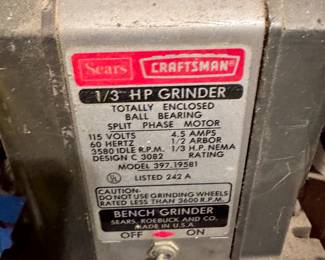 Sears CRAFTSMAN®
1/3 HP GRINDER
TOTALLY ENCLOSED
BALL BEARING
SPLIT PHASE MOTOR
115 VOLTS 4.5 AMPS
60 HERTZ 1/2 ARBOR
3580 IDLE R.P.M. 1/3 H.P. NEMA
DESIGN C 3082 RATING
MODEL 397.19581
UL LISTED 242 A
CAUTION:
DO NOT USE GRINDING WHEELS
RATED LESS THAN 3600 R.P.M.
BENCH GRINDER
SEARS, ROEBUCK AND CO.
MADE IN U.S.A.
OFF ON